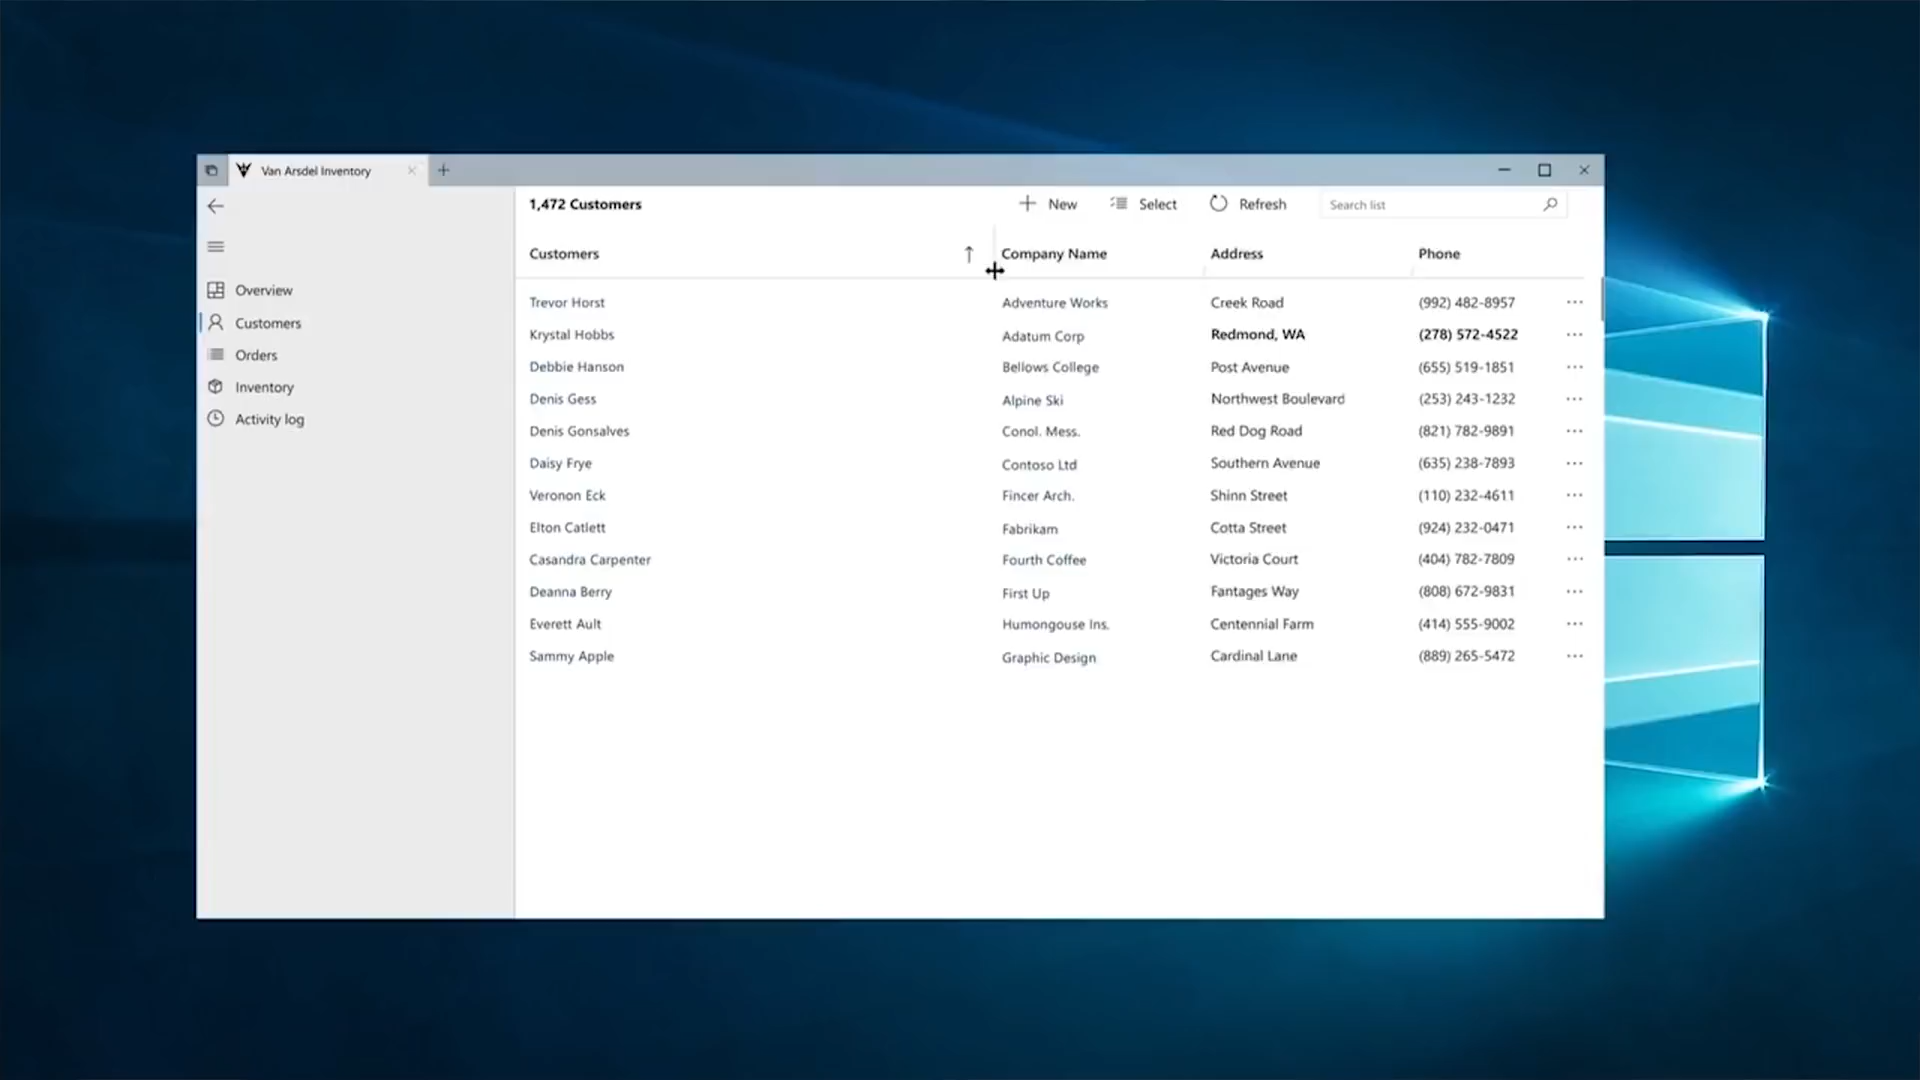 Van Arsdel Inventory
1,472 Customers
New
Select
Refresh
Search list
Overview
Customers
Orders
Inventory
Activity log
Customers Company Name Address Phone
Trevor Horst Adventure Works Creek Road (992) 482-8957
Krystal Hobbs Adatum Corp Redmond, WA (278) 572-4522
Debbie Hanson Bellows College Post Avenue (655) 519-1851
Denis Gess Alpine Ski Northwest Boulevard (253) 243-1232
Denis Gonsalves Conol. Mess. Red Dog Road (821) 782-9891
Daisy Frye Contoso Ltd Southern Avenue (635) 238-7893
Veronon Eck Fincer Arch. Shinn Street (110) 232-4611
Elton Catlett Fabrikam Cotta Street (924) 232-0471
Casandra Carpenter Fourth Coffee Victoria Court (404) 782-7809
Deanna Berry First Up Fantages Way (808) 672-9831
Everett Ault Humongouse Ins. Centennial Farm (414) 555-9002
Sammy Apple Graphic Design Cardinal Lane (889) 265-5472